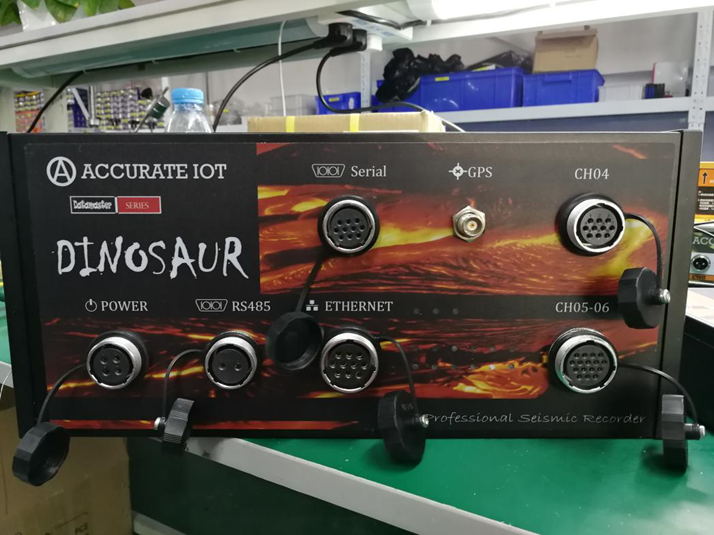 ACCURATE IOT
Datamaster SERIES
DINOSAUR
Serial
GPS
CH04
POWER
RS485
ETHERNET
CH05-06
Professional Seismic Recorder